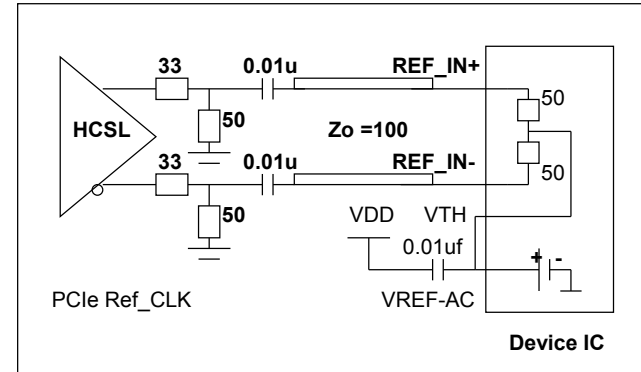 33 0.01u REF_IN+
50
HCSL 50 Zo =100
33 0.01u REF_IN-
50
50 VDD VTH
0.01uf
+ -
PCIe Ref_CLK VREF-AC
Device IC